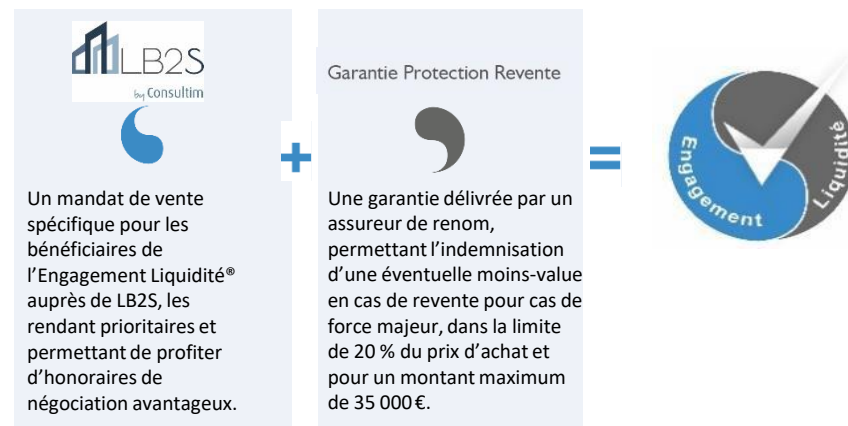 LB2S
by Consultim
Un mandat de vente
spécifique pour les
bénéficiaires de
l’Engagement Liquidité®
auprès de LB2S, les
rendant prioritaires et
permettant de profiter
d’honoraires de
négociation avantageux.
+
Garantie Protection Revente
Une garantie délivrée par un
assureur de renom,
permettant l’indemnisation
d’une éventuelle moins-value
en cas de revente pour cas de
force majeur, dans la limite
de 20 % du prix d’achat et
pour un montant maximum
de 35 000 €.
=
Engagement
Liquidité